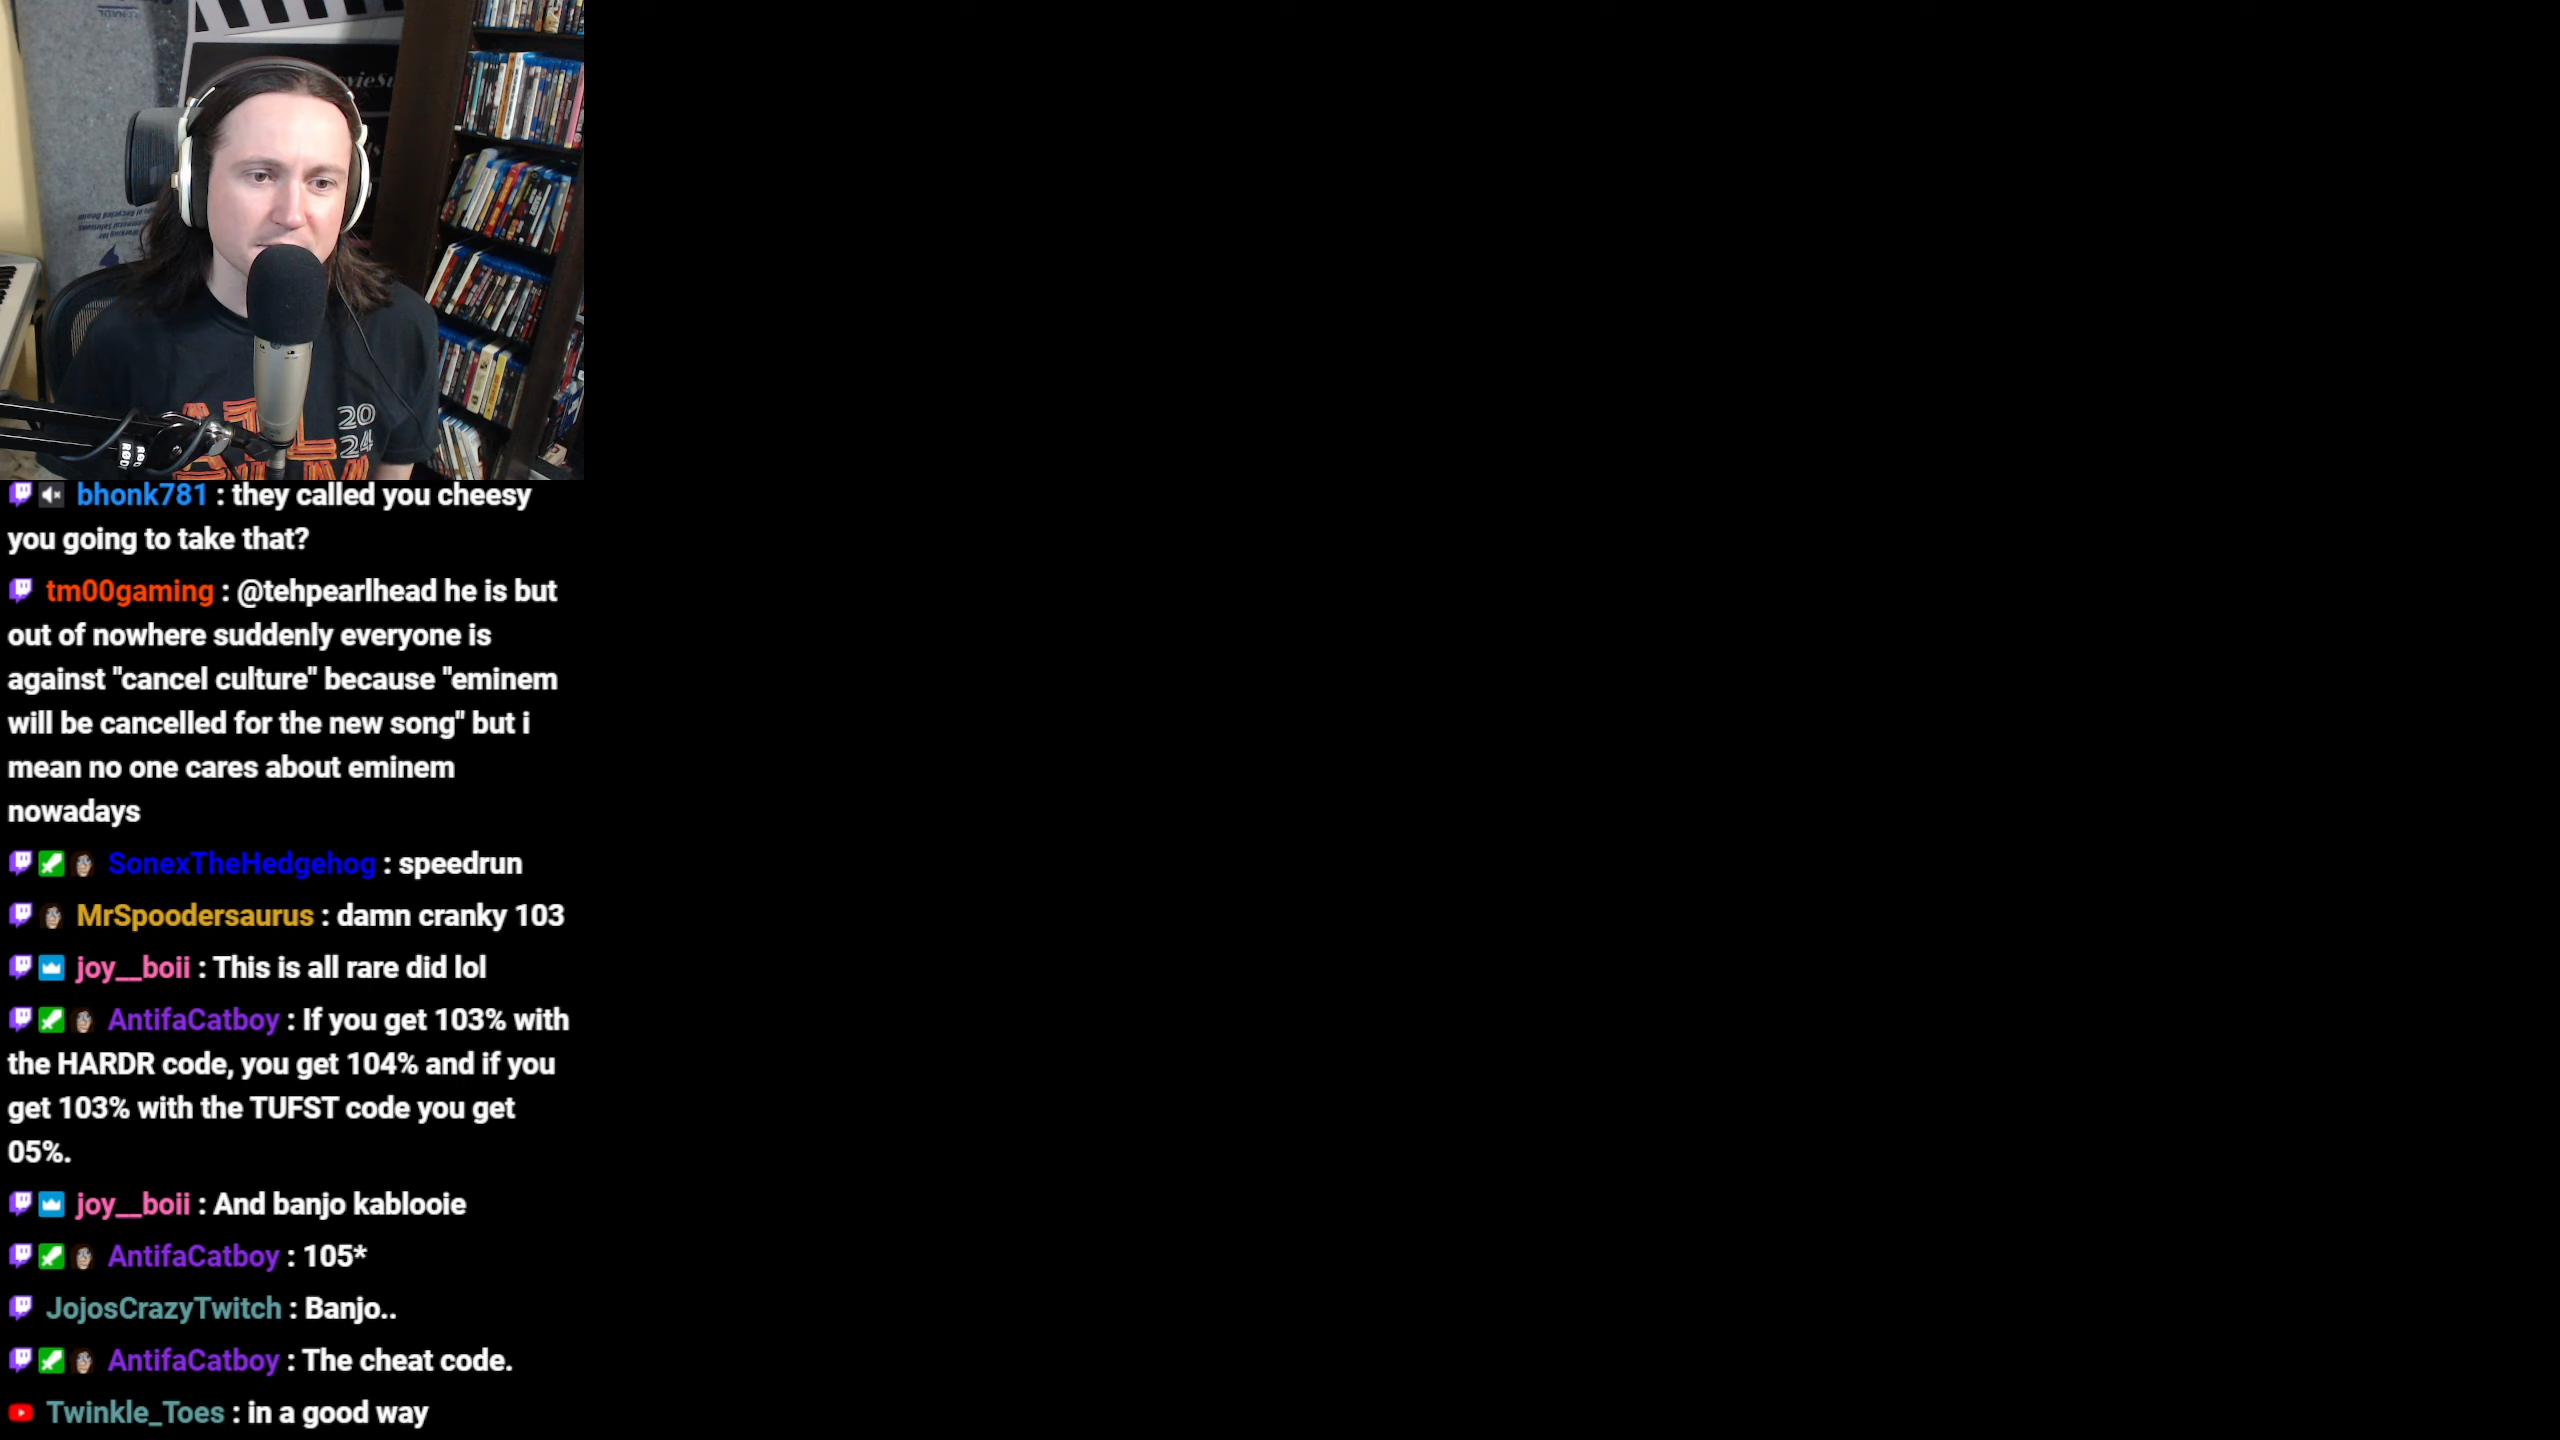 20
24
RØDE
bhonk781 : they called you cheesy
you going to take that?
tm00gaming : @tehpearlhead he is but
out of nowhere suddenly everyone is
against "cancel culture" because "eminem
will be cancelled for the new song" but i
mean no one cares about eminem
nowadays
SonexTheHedgehog : speedrun
MrSpoodersaurus : damn cranky 103
joy__boii : This is all rare did lol
AntifaCatboy : If you get 103% with
the HARDR code, you get 104% and if you
get 103% with the TUFST code you get
05%.
joy__boii : And banjo kablooie
AntifaCatboy : 105*
JojosCrazyTwitch : Banjo..
AntifaCatboy : The cheat code.
Twinkle_Toes : in a good way